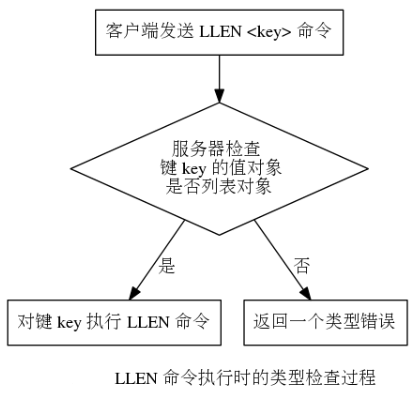 客户端发送 LLEN <key> 命令
服务器检查
键 key 的值对象
是否列表对象
是
否
对键 key 执行 LLEN 命令
返回一个类型错误
LLEN 命令执行时的类型检查过程